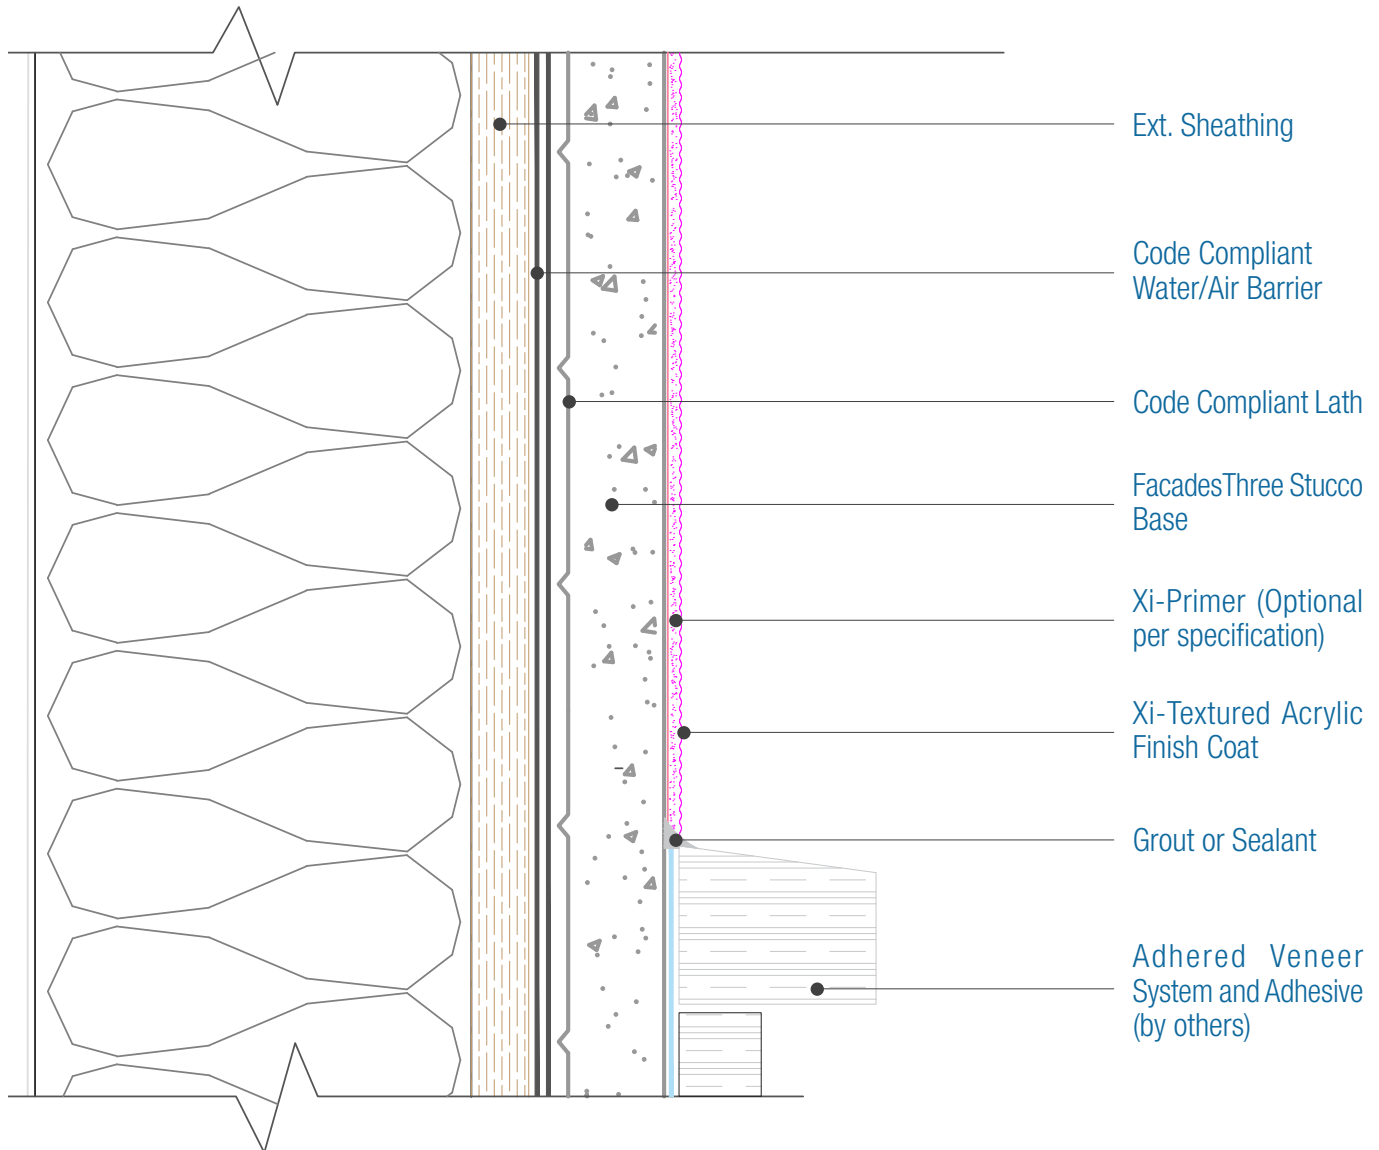 Ext. Sheathing
Code Compliant
Water/Air Barrier
Code Compliant Lath
FacadesThree Stucco
Base
Xi-Primer (Optional
per specification)
Xi-Textured Acrylic
Finish Coat
Grout or Sealant
Adhered Veneer
System and Adhesive
(by others)